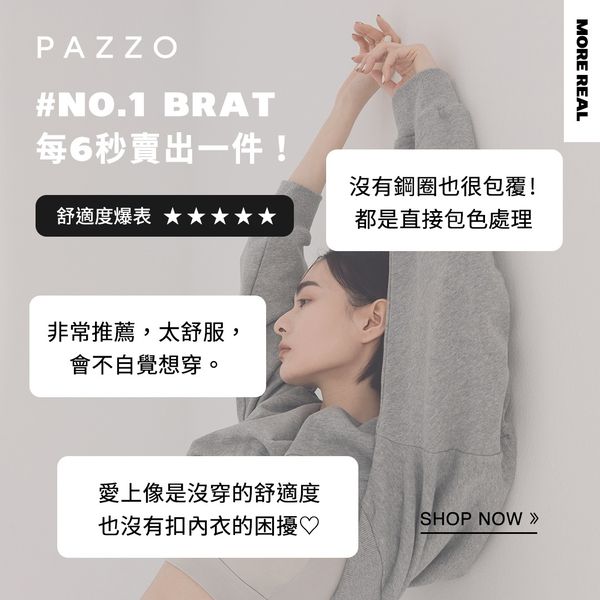 PAZZO
MORE REAL
#NO.1 BRAT
每6秒賣出一件！
舒適度爆表 ★★★★★
沒有鋼圈也很包覆!
都是直接包色處理
非常推薦，太舒服，
會不自覺想穿。
愛上像是沒穿的舒適度
也沒有扣內衣的困擾♡
SHOP NOW »